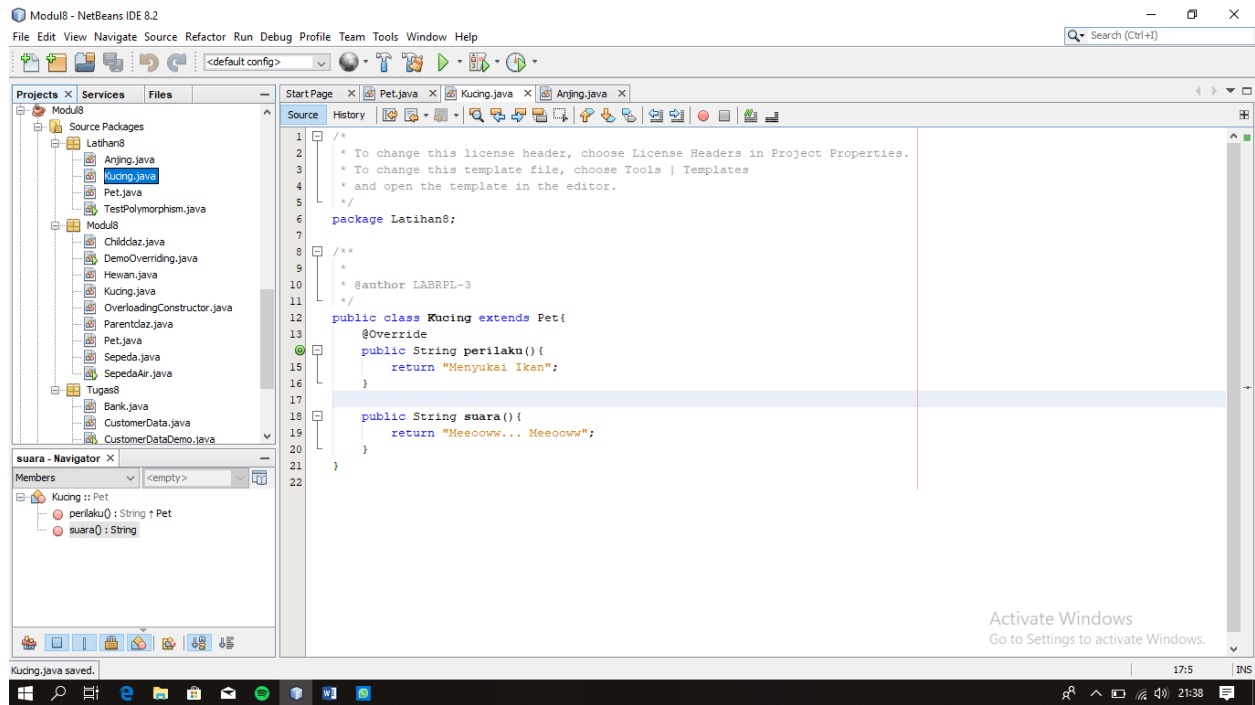 Modul8 - NetBeans IDE 8.2
File Edit View Navigate Source Refactor Run Debug Profile Team Tools Window Help
Search (Ctrl+I)
<default config>
Projects Services Files
Start Page Pet.java Kucing.java Anjing.java
Source History
Modul8
Source Packages
Latihan8
Anjing.java
Kucing.java
Pet.java
TestPolymorphism.java
Modul8
Childclaz.java
DemoOverriding.java
Hewan.java
Kucing.java
OverloadingConstructor.java
Parentclaz.java
Pet.java
Sepeda.java
SepedaAir.java
Tugas8
Bank.java
CustomerData.java
CustomerDataDemo.java
1 /*
2 * To change this license header, choose License Headers in Project Properties.
3 * To change this template file, choose Tools | Templates
4 * and open the template in the editor.
5 */
6 package Latihan8;
7
8 /**
9 *
10 * @author LABRPL-3
11 */
12 public class Kucing extends Pet{
13 @Override
public String perilaku(){
15 return "Menyukai Ikan";
16 }
17
18 public String suara(){
19 return "Meeooww... Meeooww";
20 }
21 }
22
suara - Navigator
Members <empty>
Kucing :: Pet
perilaku() : String ↑ Pet
suara() : String
Activate Windows
Go to Settings to activate Windows.
Kucing.java saved.
17:5 INS
21:38